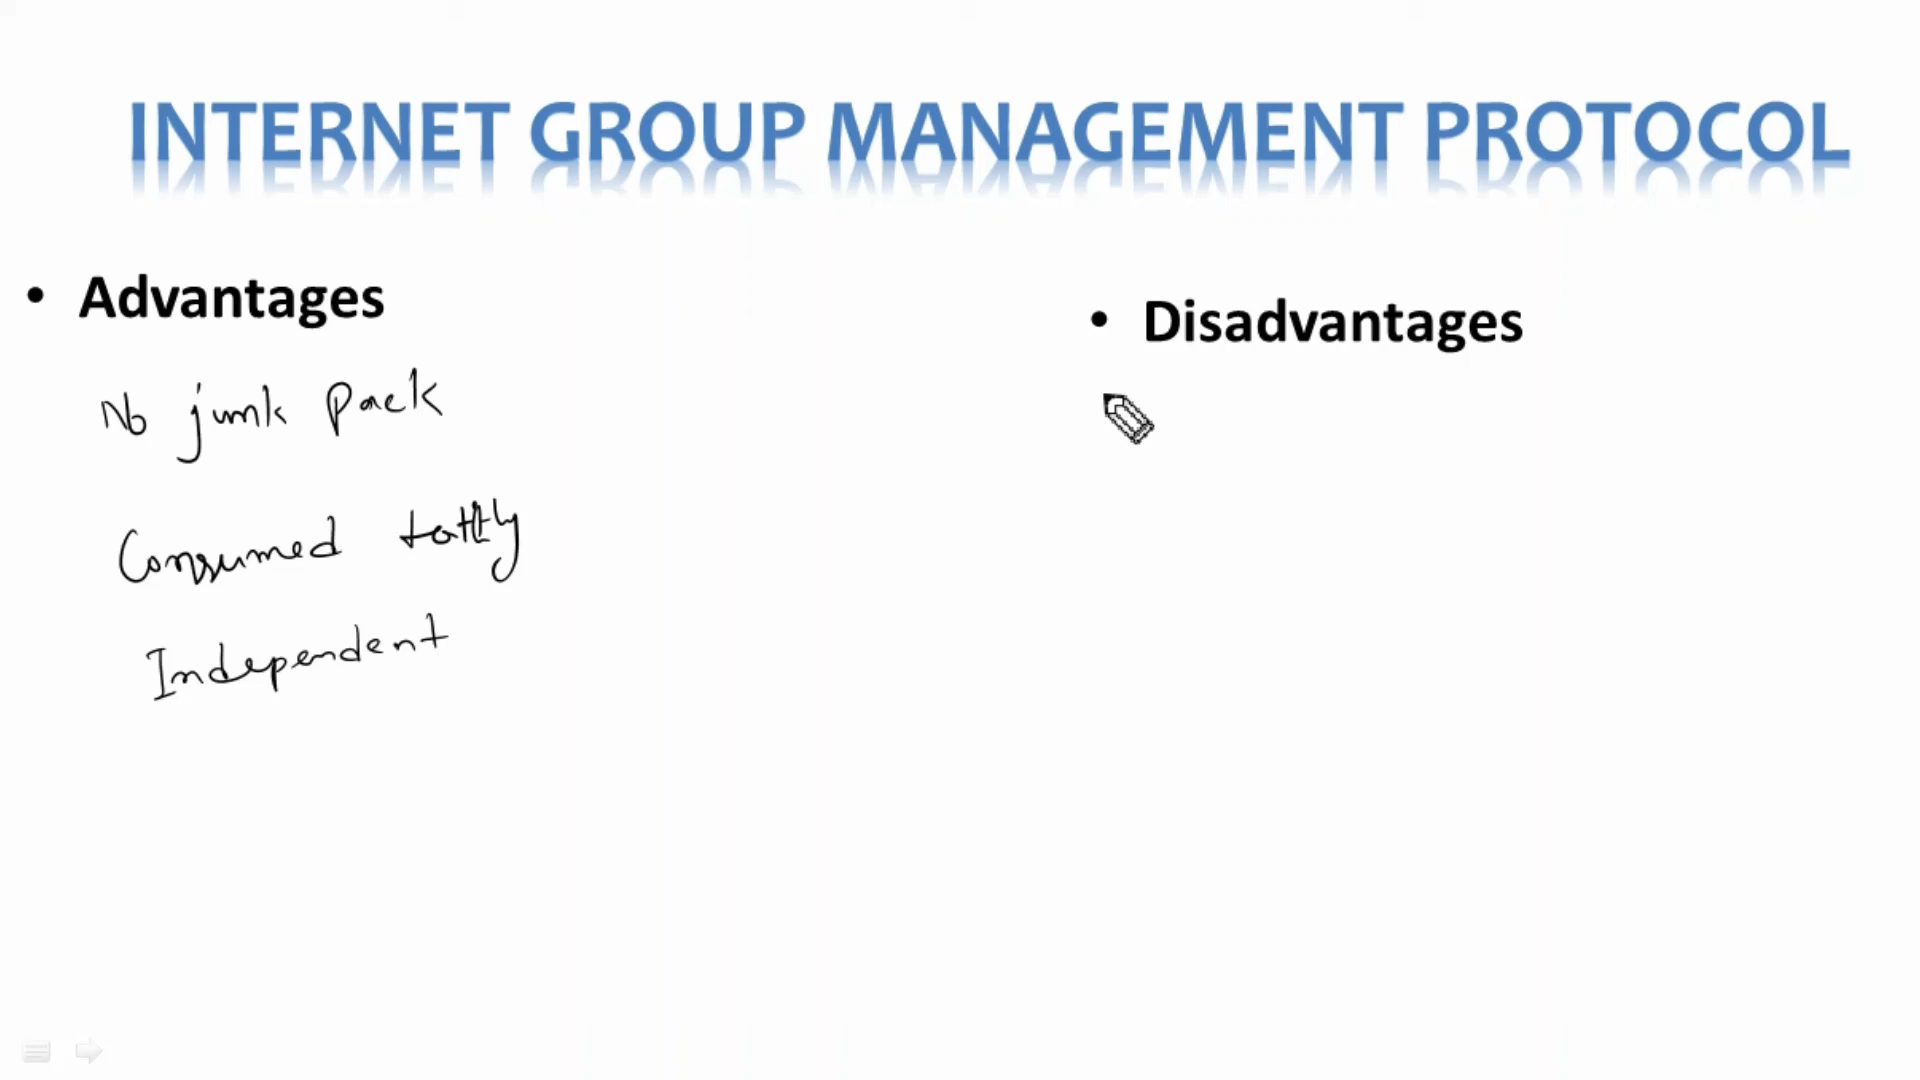 INTERNET GROUP MANAGEMENT PROTOCOL
• Advantages
No junk pack
Consumed
Independent
• Disadvantages